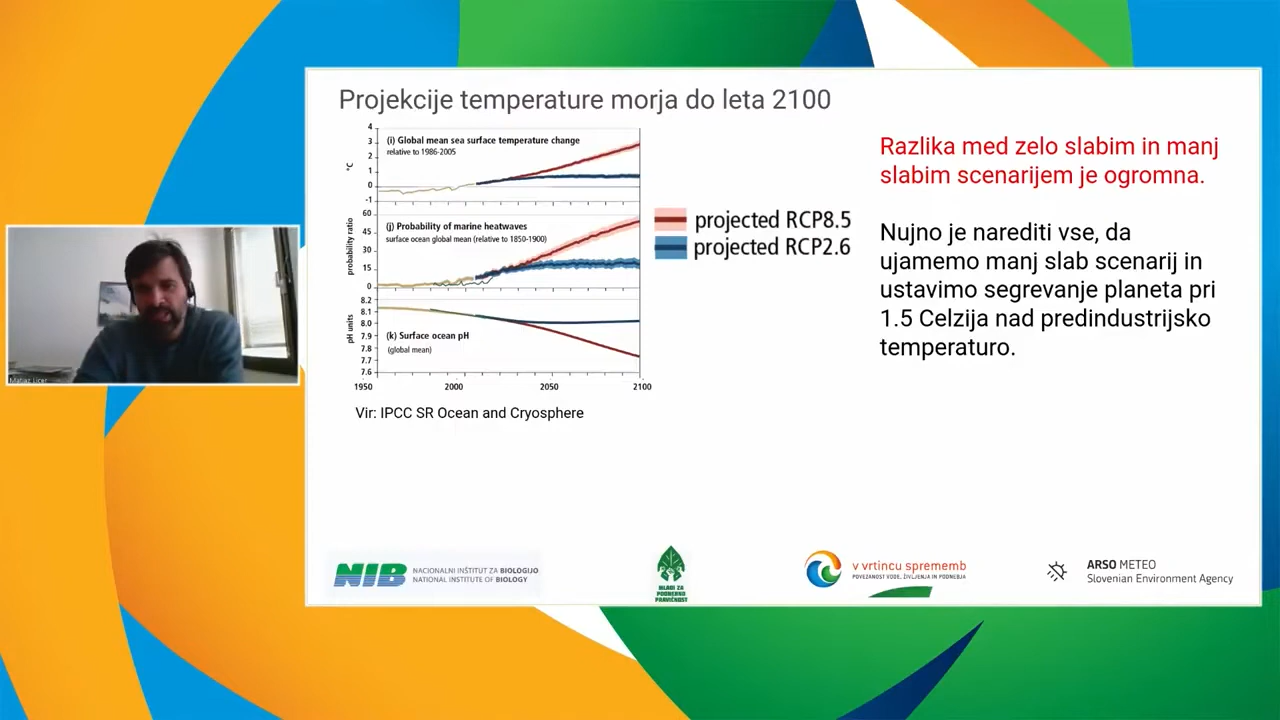 Projekcije temperature morja do leta 2100
4
3
2
1
0
-1
°C
(i) Global mean sea surface temperature change
relative to 1986-2005
60
45
30
15
0
probability ratio
(j) Probability of marine heatwaves
surface ocean global mean (relative to 1850-1900)
8.2
8.1
8.0
7.9
7.8
7.7
7.6
pH units
(k) Surface ocean pH
(global mean)
1950 2000 2050 2100
projected RCP8.5
projected RCP2.6
Vir: IPCC SR Ocean and Cryosphere
Razlika med zelo slabim in manj
slabim scenarijem je ogromna.
Nujno je narediti vse, da
ujamemo manj slab scenarij in
ustavimo segrevanje planeta pri
1.5 Celzija nad predindustrijsko
temperaturo.
Matjaz Licer
NIB
NACIONALNI INŠTITUT ZA BIOLOGIJO
NATIONAL INSTITUTE OF BIOLOGY
MLADI ZA
PODNEBNO
PRAVIČNOST
v vrtincu sprememb
POVEZANOST VODE, ŽIVLJENJA IN PODNEBJA
ARSO METEO
Slovenian Environment Agency